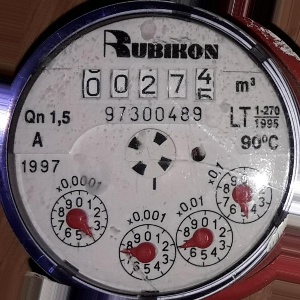 RUBIKON
00274 m³
Qn 1,5 97300489 LT 1-270 1995
A 90°C
1997
x0,0001 x0,1
x0,001 x0,01
I